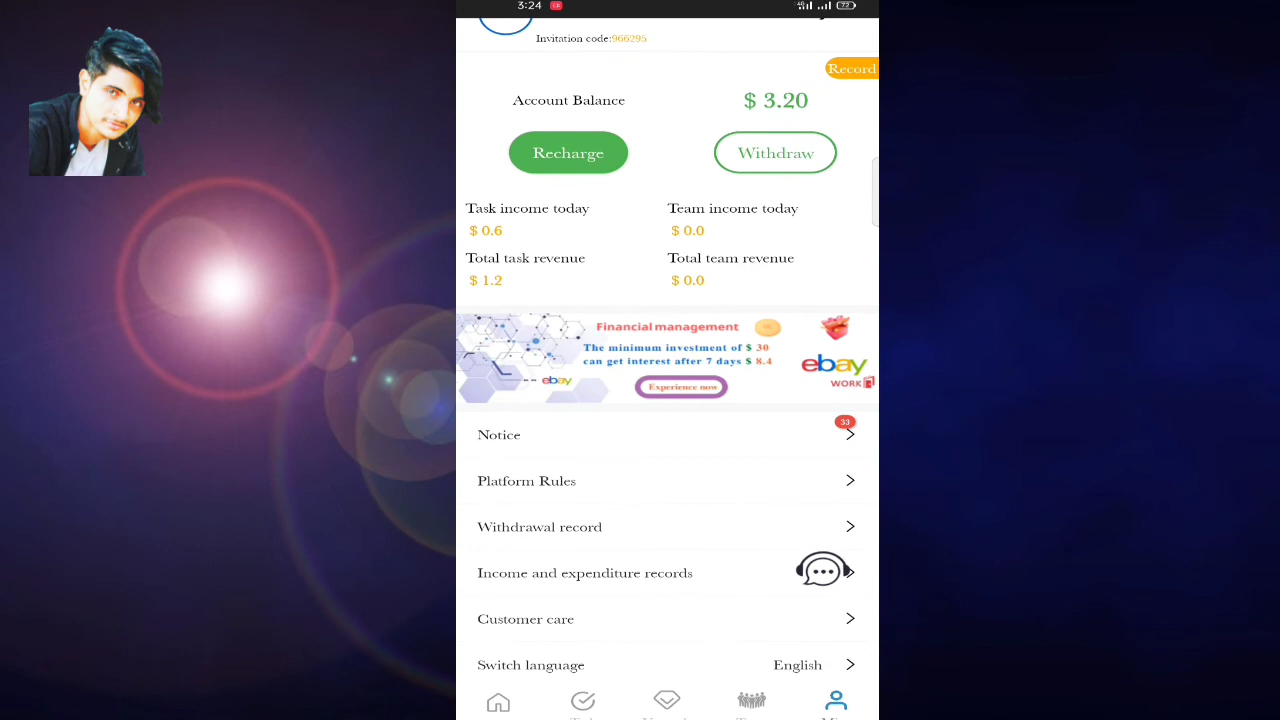 3:24
4G
72
Invitation code:966295
Record
Account Balance
$ 3.20
Recharge
Withdraw
Task income today
Team income today
$ 0.6
$ 0.0
Total task revenue
Total team revenue
$ 1.2
$ 0.0
Financial management
The minimum investment of $ 30
can get interest after 7 days $ 8.4
ebay
Experience now
ebay
WORK
33
Notice
Platform Rules
Withdrawal record
Income and expenditure records
Customer care
Switch language
English